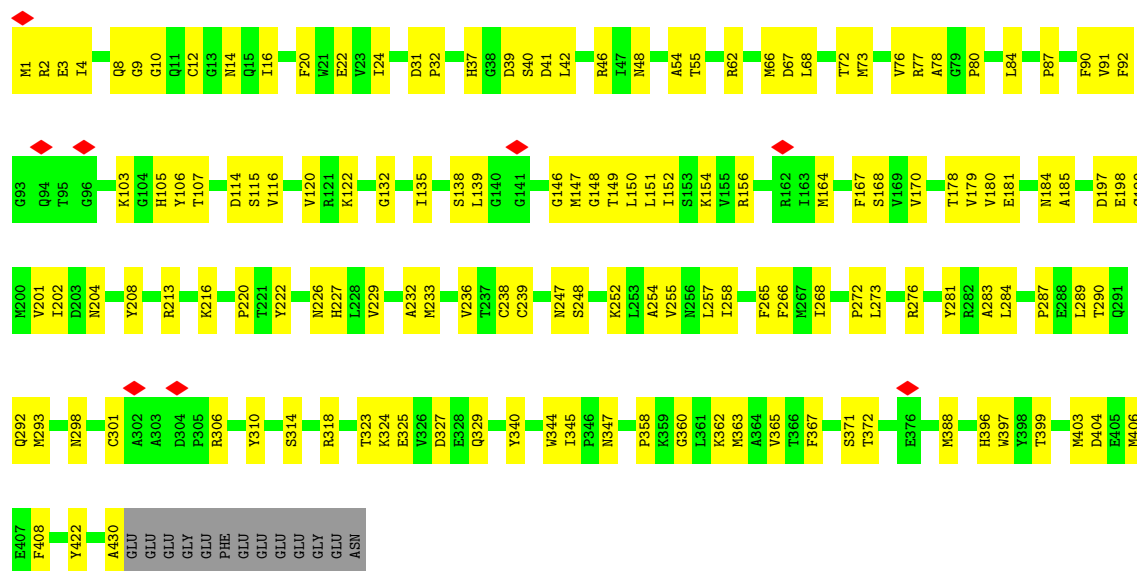 M1 R2 E3 I4 Q8 G9 G10 Q11 C12 G13 N14 Q15 I16 F20 W21 E22 V23 I24 D31 P32 H37 G38 D39 S40 D41 L42 R46 I47 N48 A54 T55 R62 M66 D67 L68 T72 M73 V76 R77 A78 G79 P80 L84 P87 F90 V91 F92
G93 Q94 T95 G96 K103 G104 H105 Y106 T107 D114 S115 V116 V120 R121 K122 G132 I135 S138 L139 G140 G141 G146 M147 G148 T149 L150 L151 I152 S153 K154 V155 R156 R162 I163 M164 F167 S168 V169 V170 T178 V179 V180 E181 N184 A185 D197 E198
M200 V201 I202 D203 N204 Y208 R213 K216 P220 T221 Y222 N226 H227 L228 V229 A232 M233 V236 T237 C238 C239 N247 S248 K252 L253 A254 V255 N256 L257 I258 F265 F266 M267 I268 P272 L273 R276 Y281 R282 A283 L284 P287 E288 L289 T290 Q291
Q292 M293 N298 C301 A302 A303 D304 P305 R306 Y310 S314 R318 T323 K324 E325 V326 D327 E328 Q329 Y340 W344 I345 P346 N347 P358 K359 G360 L361 K362 M363 A364 V365 T366 F367 S371 T372 E376 M388 H396 W397 Y398 T399 M403 D404 E405 M406
E407 F408 Y422 A430 GLU GLU GLU GLY GLU PHE GLU GLU GLU GLU GLY GLU ASN